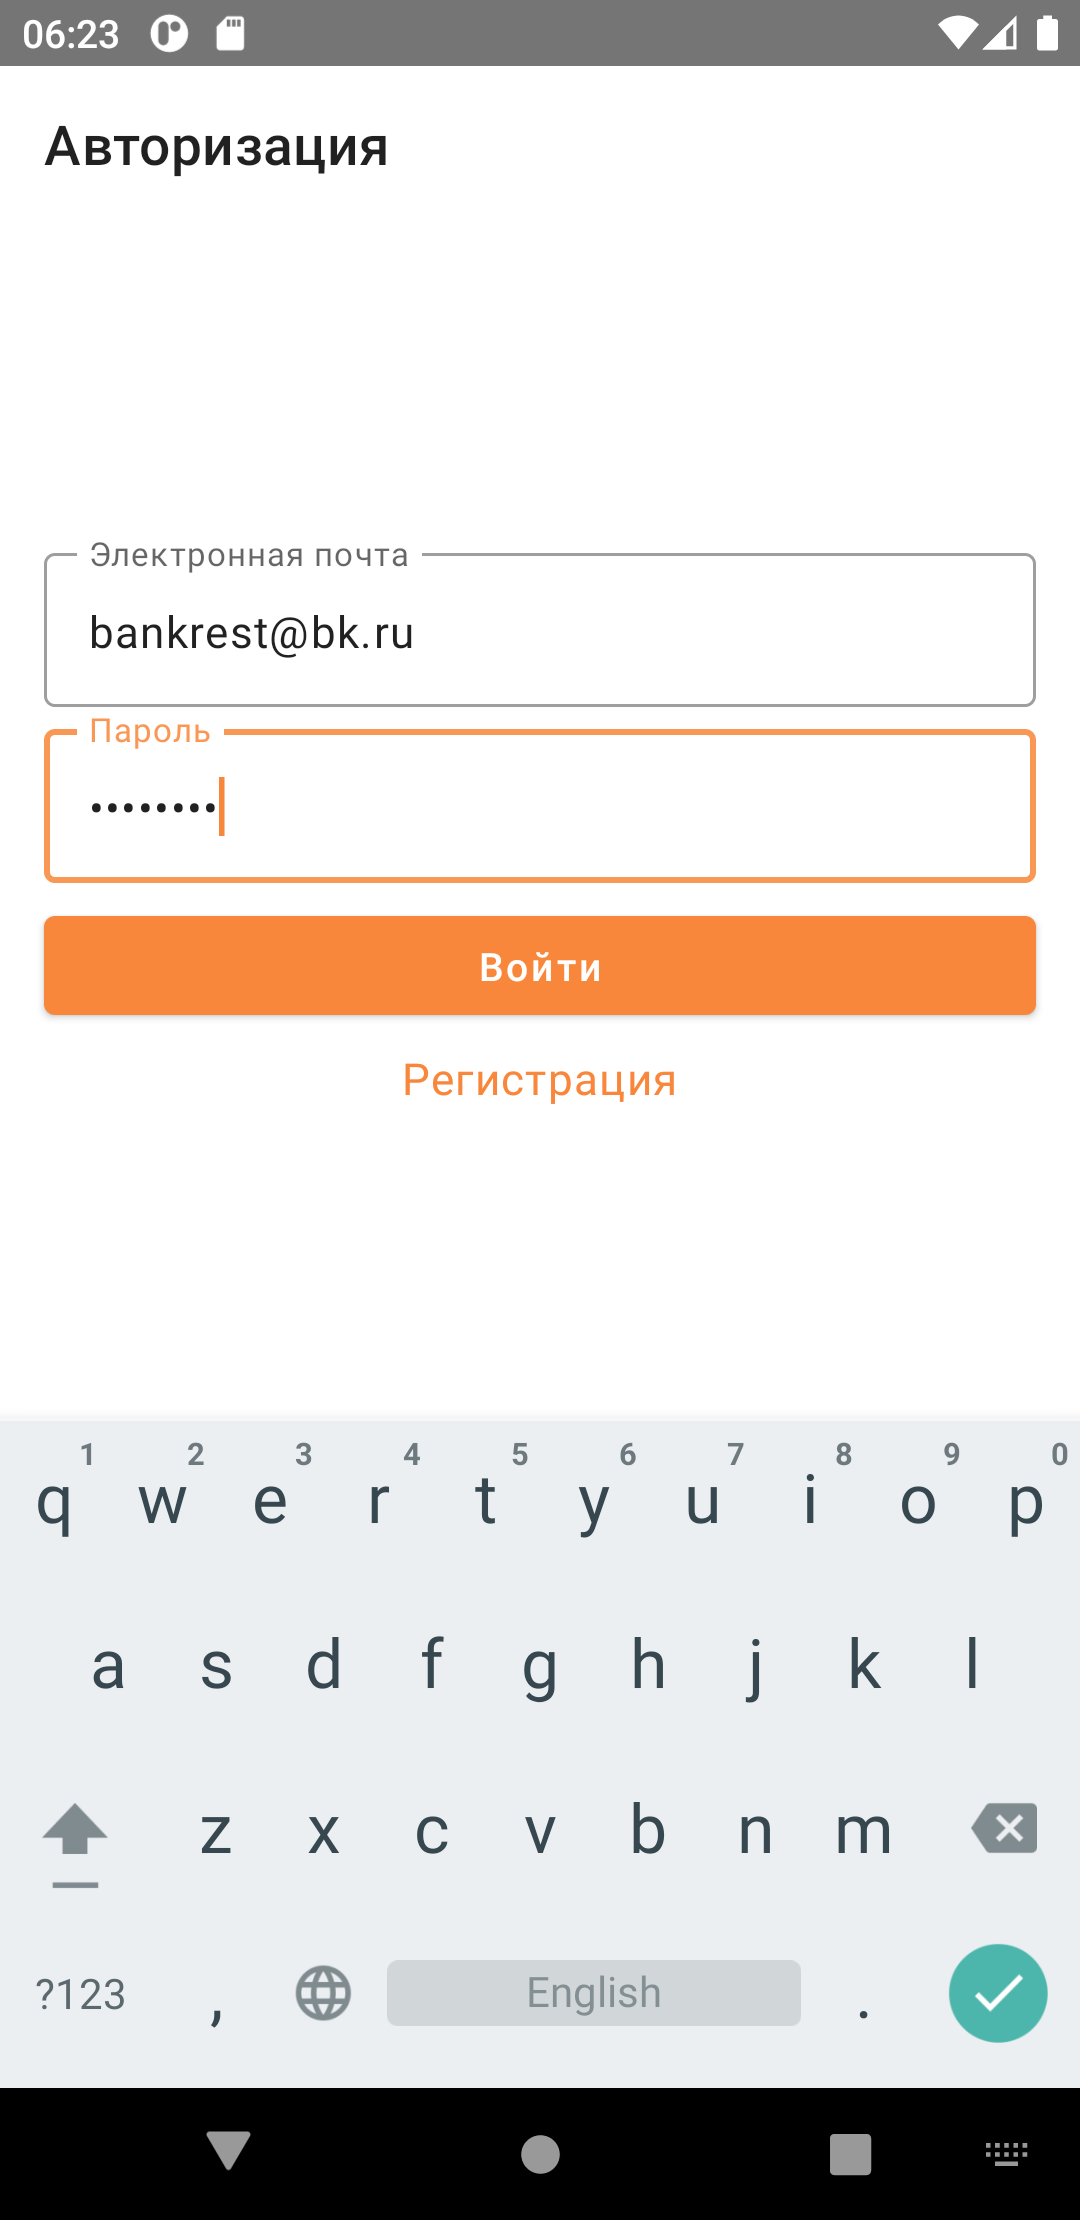 06:23
Авторизация
Электронная почта
bankrest@bk.ru
Пароль
••••••••
Войти
Регистрация
1 2 3 4 5 6 7 8 9 0
q w e r t y u i o p
a s d f g h j k l
z x c v b n m
?123 , English .